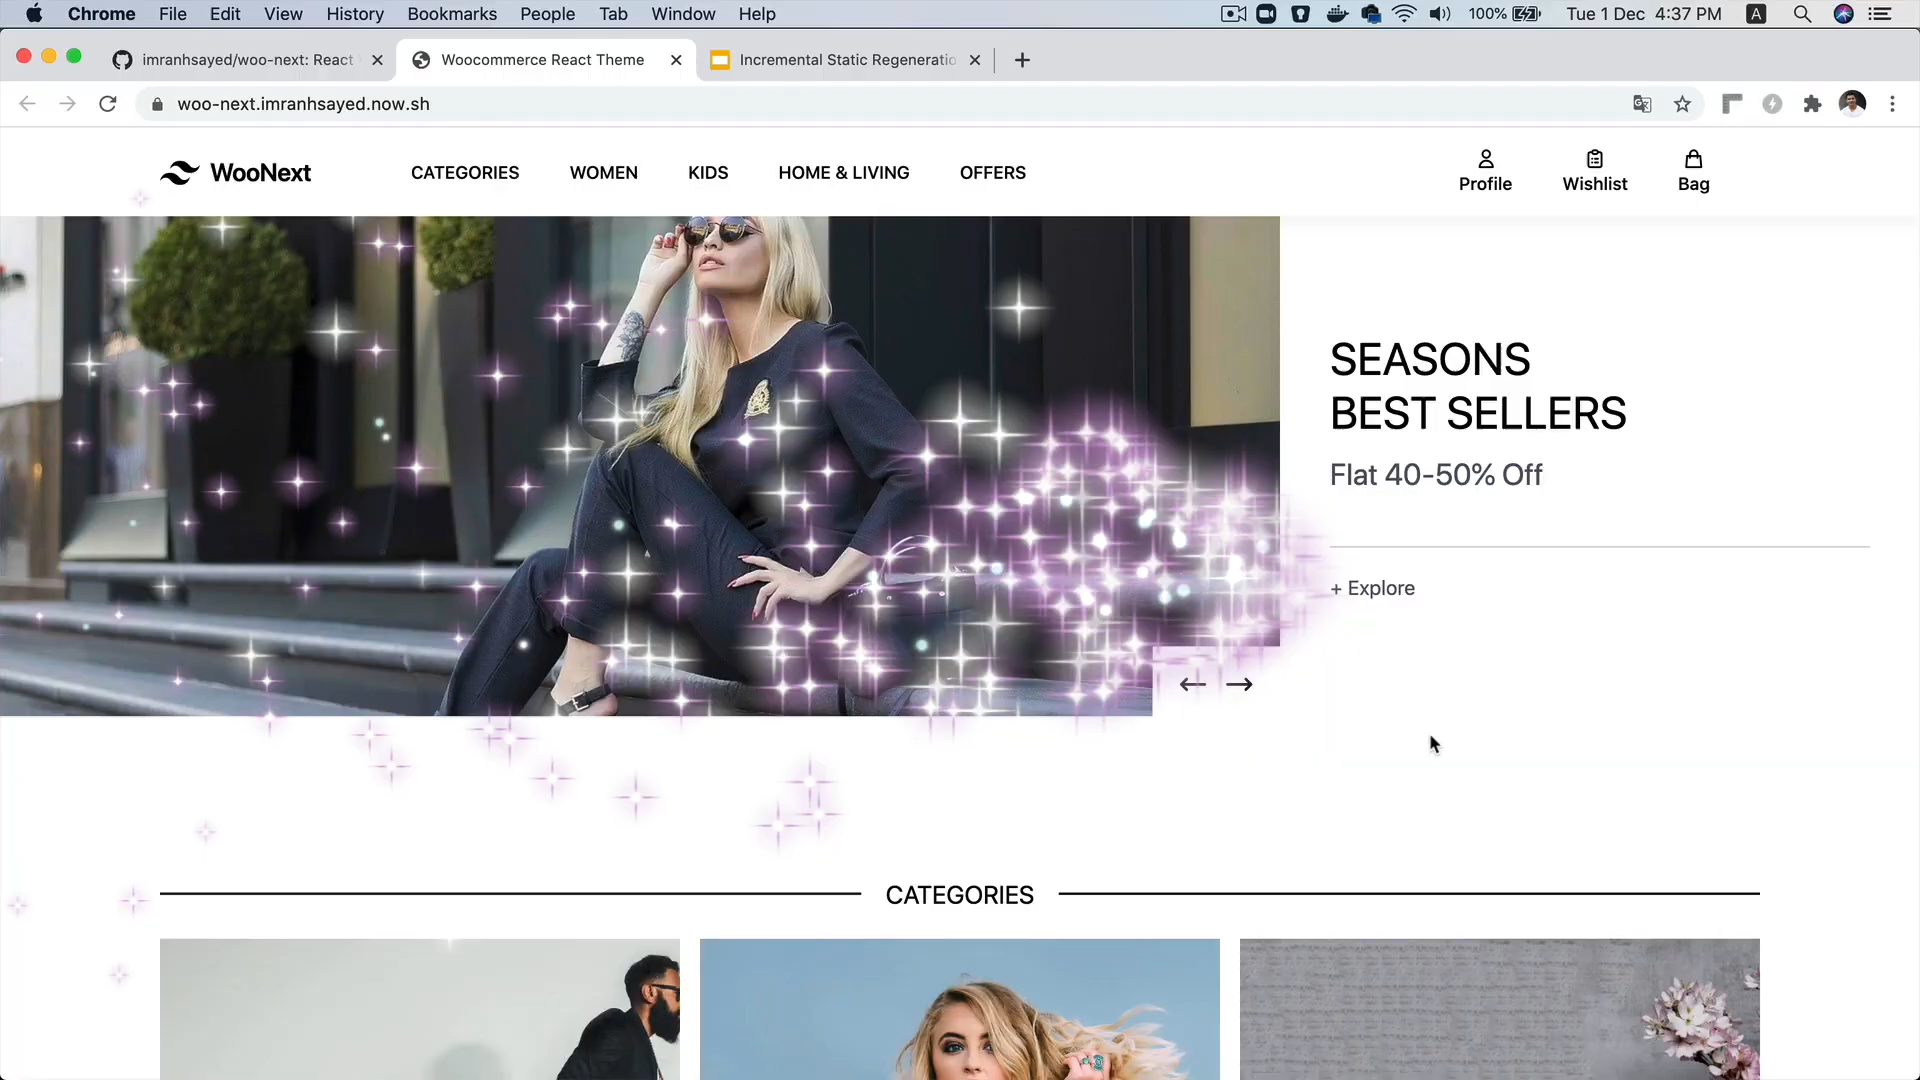 Chrome File Edit View History Bookmarks People Tab Window Help 100% Tue 1 Dec 4:37 PM A
imranhsayed/woo-next: React
Woocommerce React Theme
Incremental Static Regeneratio
woo-next.imranhsayed.now.sh
WooNext CATEGORIES WOMEN KIDS HOME & LIVING OFFERS Profile Wishlist Bag
SEASONS
BEST SELLERS
Flat 40-50% Off
+ Explore
CATEGORIES